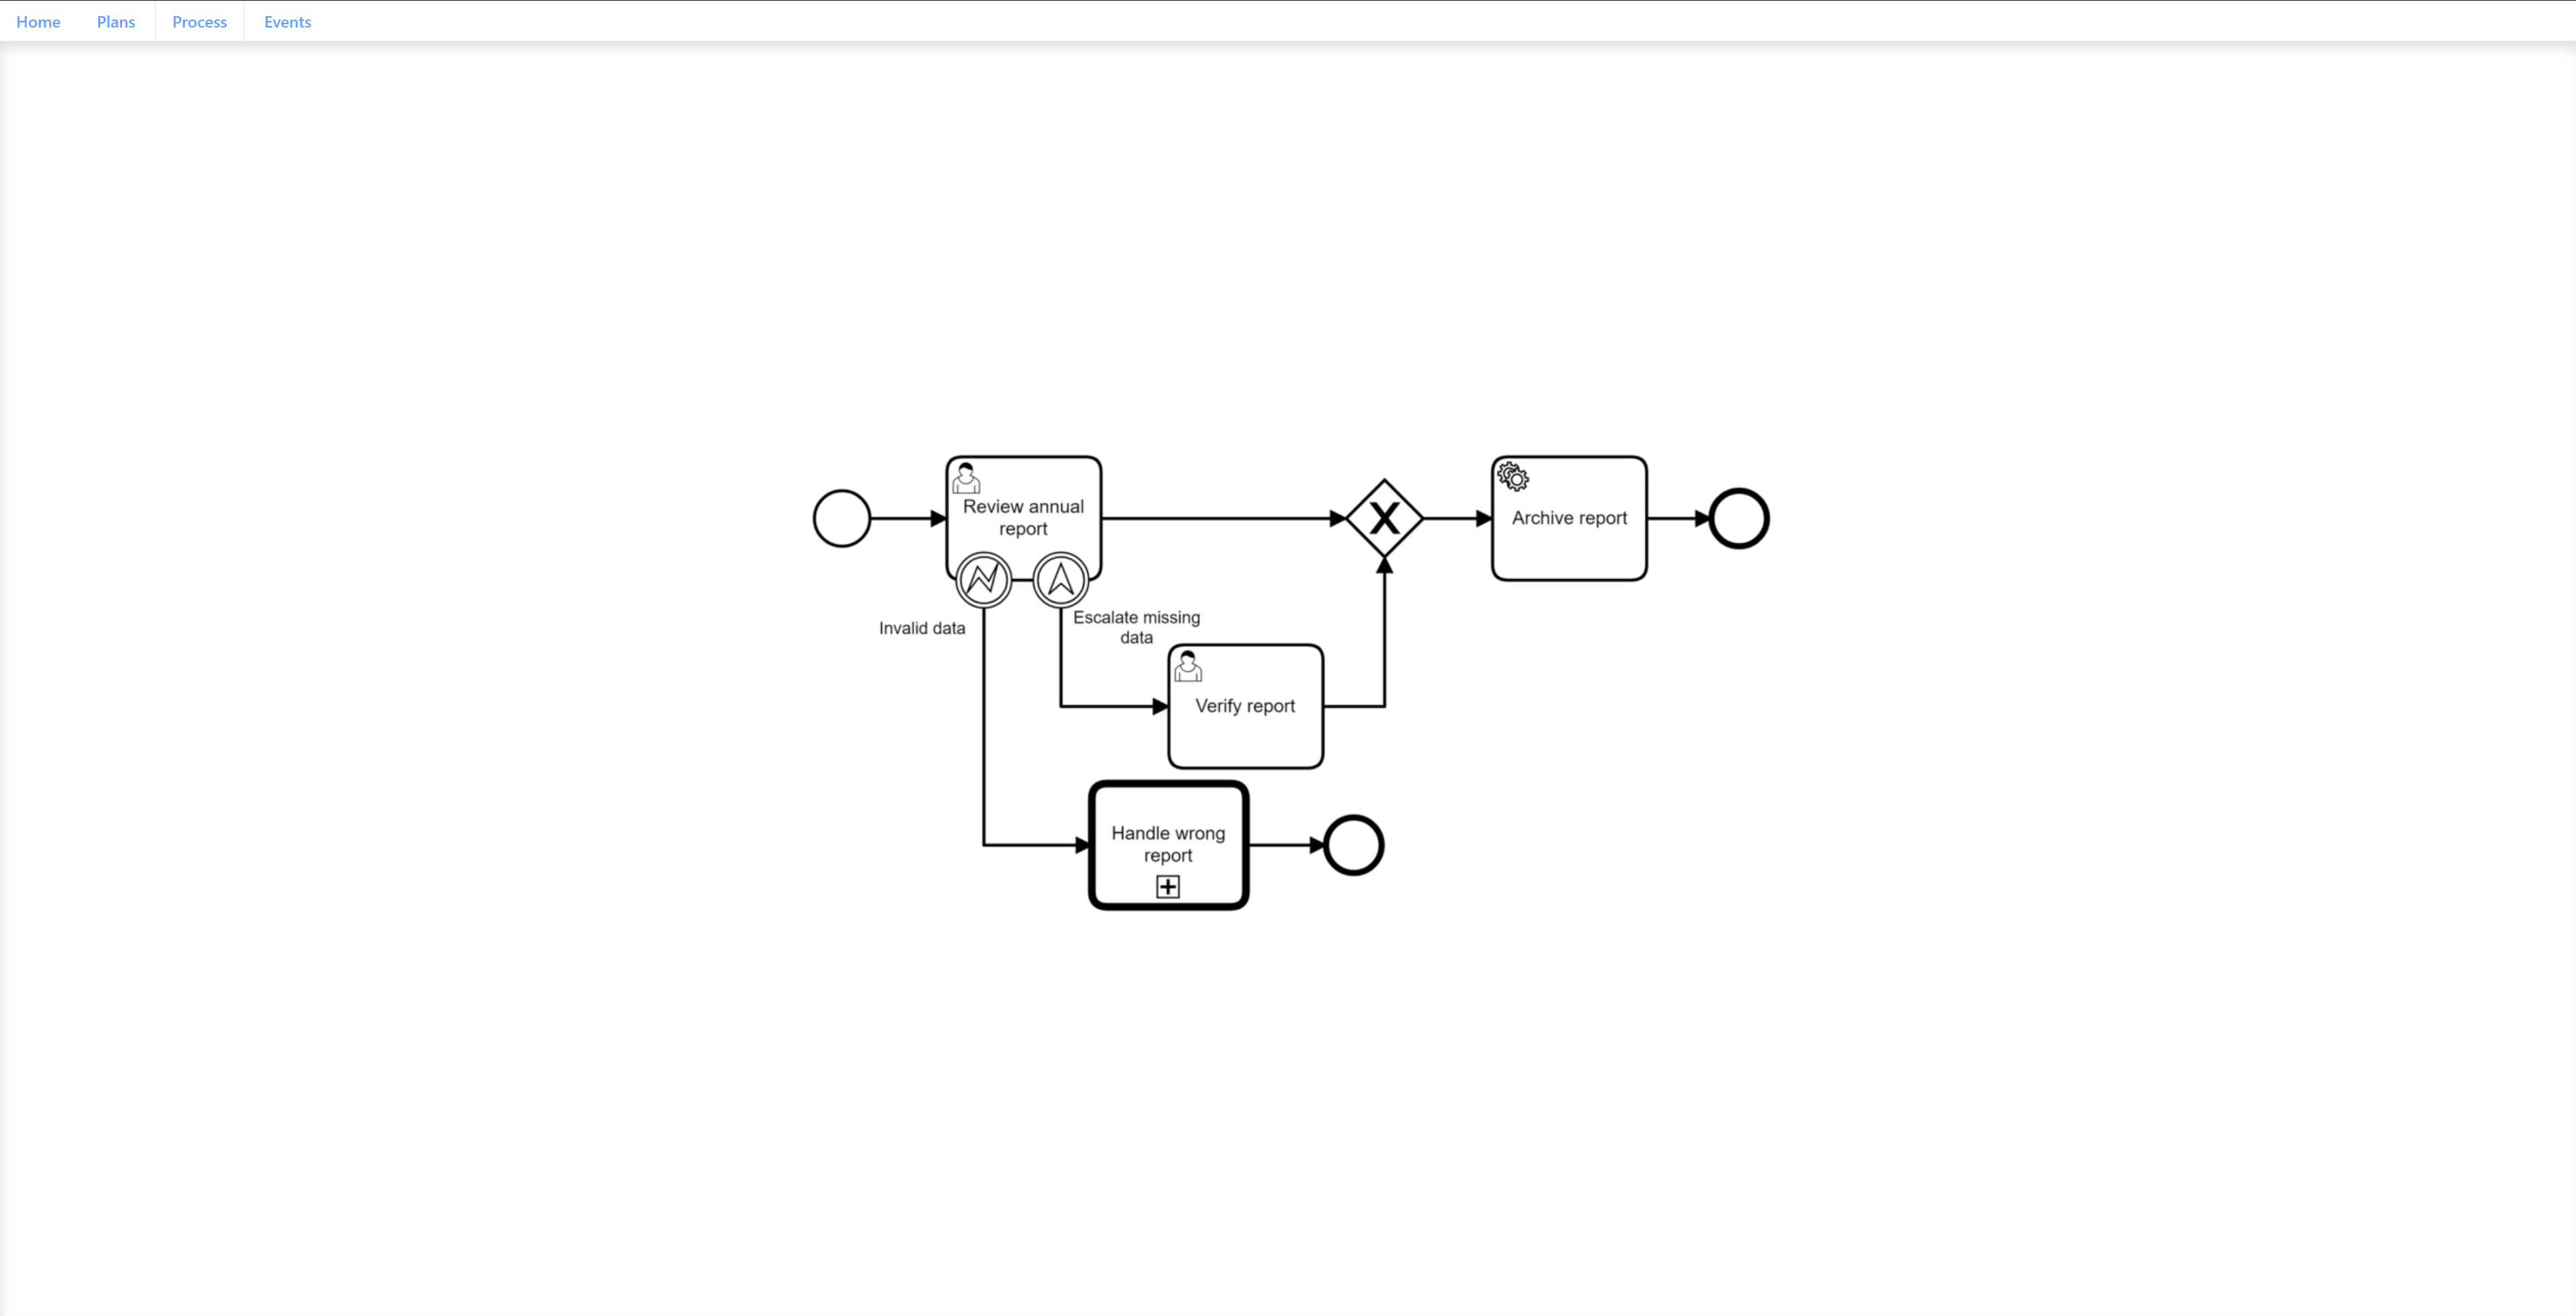 Home Plans Process Events
Review annual
report
Archive report
Invalid data
Escalate missing
data
Verify report
Handle wrong
report